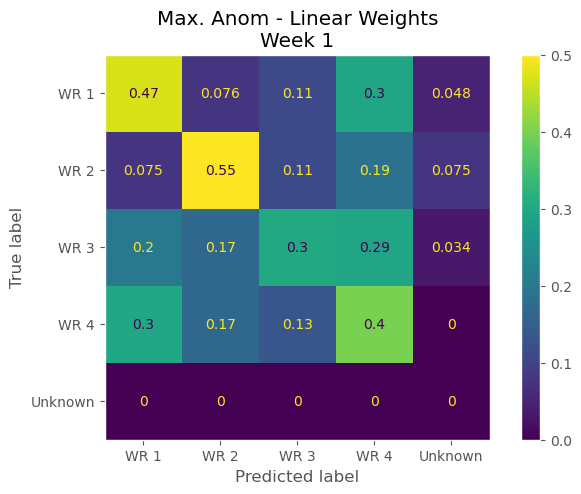 Max. Anom - Linear Weights
Week 1
WR 1 0.47 0.076 0.11 0.3 0.048
WR 2 0.075 0.55 0.11 0.19 0.075
WR 3 0.2 0.17 0.3 0.29 0.034
WR 4 0.3 0.17 0.13 0.4 0
Unknown 0 0 0 0 0
WR 1 WR 2 WR 3 WR 4 Unknown
Predicted label
True label
0.5
0.4
0.3
0.2
0.1
0.0